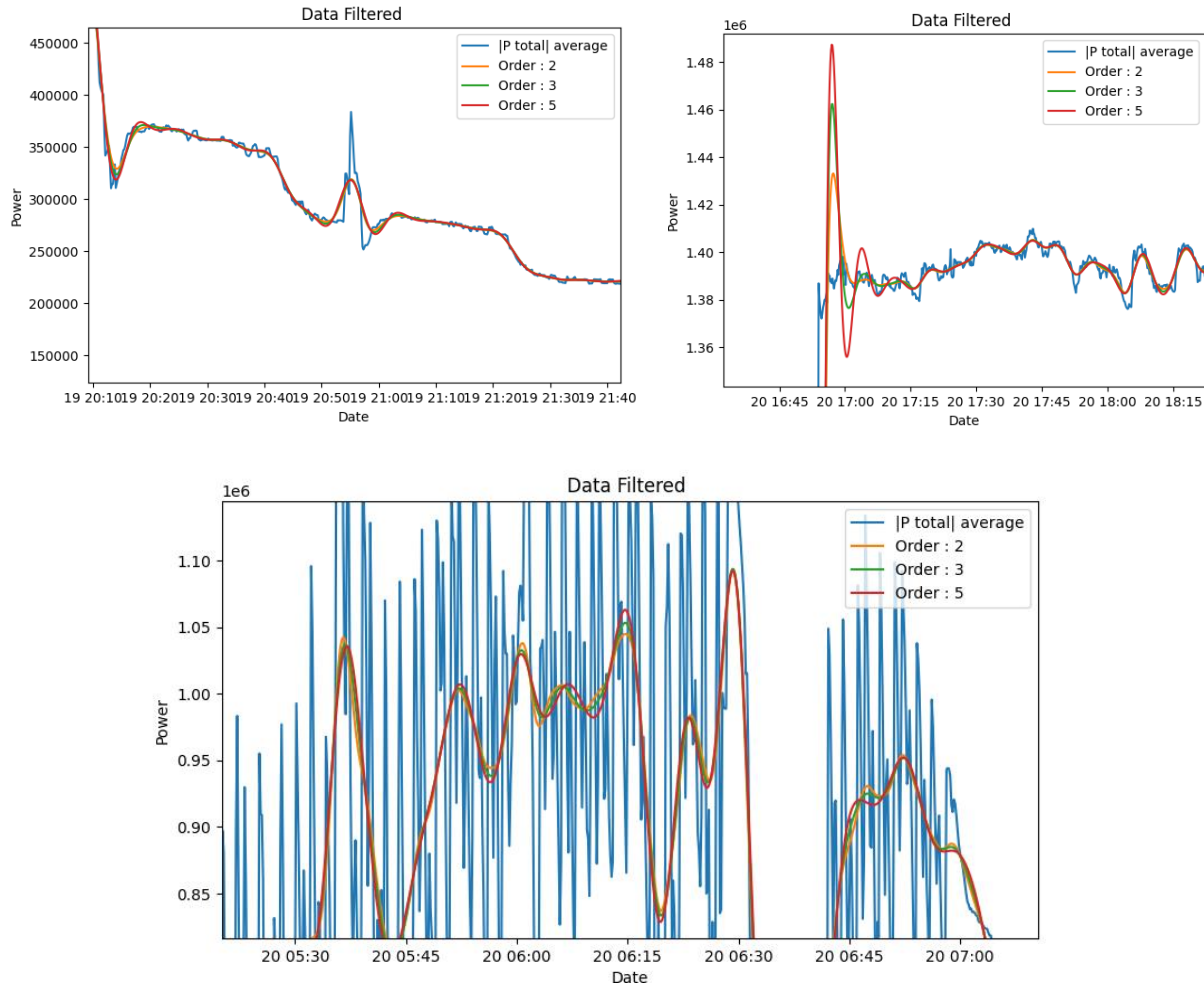 Data Filtered
450000
400000
350000
300000
250000
200000
150000
Power
|P total| average
Order : 2
Order : 3
Order : 5
19 20:10 19 20:20 19 20:30 19 20:40 19 20:50 19 21:00 19 21:10 19 21:20 19 21:30 19 21:40
Date
Data Filtered
1e6
1.48
1.46
1.44
1.42
1.40
1.38
1.36
Power
|P total| average
Order : 2
Order : 3
Order : 5
20 16:45 20 17:00 20 17:15 20 17:30 20 17:45 20 18:00 20 18:15
Date
Data Filtered
1e6
1.10
1.05
1.00
0.95
0.90
0.85
Power
|P total| average
Order : 2
Order : 3
Order : 5
20 05:30 20 05:45 20 06:00 20 06:15 20 06:30 20 06:45 20 07:00
Date